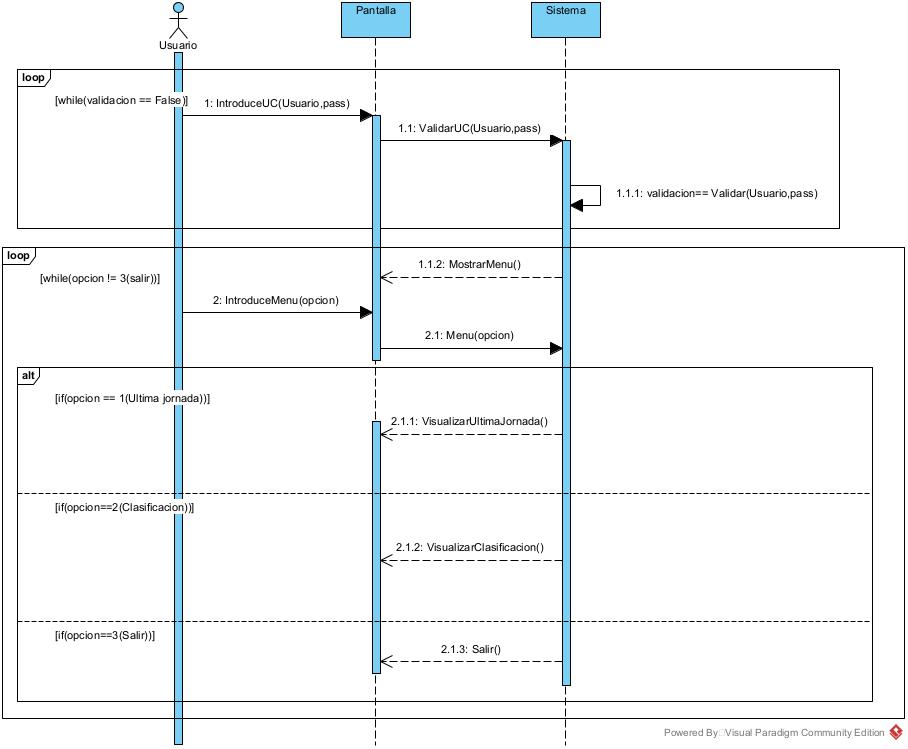 Pantalla
Sistema
Usuario
loop
[while(validacion == False)]
1: IntroduceUC(Usuario,pass)
1.1: ValidarUC(Usuario,pass)
1.1.1: validacion== Validar(Usuario,pass)
loop
[while(opcion != 3(salir))]
1.1.2: MostrarMenu()
2: IntroduceMenu(opcion)
2.1: Menu(opcion)
alt
[if(opcion == 1(Ultima jornada))]
2.1.1: VisualizarUltimaJornada()
[if(opcion==2(Clasificacion))]
2.1.2: VisualizarClasificacion()
[if(opcion==3(Salir))]
2.1.3: Salir()
Powered By Visual Paradigm Community Edition